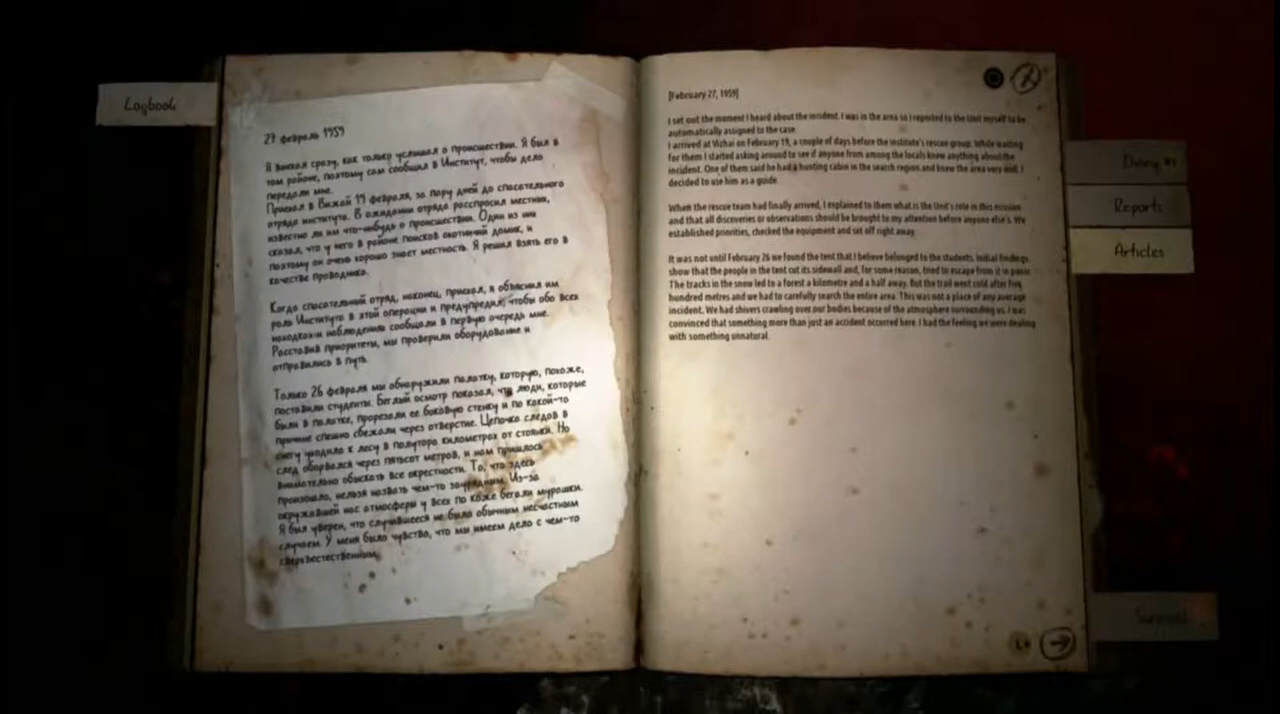 Logbook
27 февраль 1959
Я выехал сразу, как только услышал о происшествии. Я был в
том районе, поэтому сам сообщил в Институт, чтобы дело
передали мне.
Приехал в Вижай 19 февраля, за пару дней до спасательного
отряда института. В ожидании отряда расспросил местных,
известно ли им что-нибудь о происшествии. Один из них
сказал, что у него в районе поисков охотничий домик, и
поэтому он очень хорошо знает местность. Я решил взять его в
качестве проводника.
Когда спасательный отряд, наконец, приехал, я объяснил им
роль Института в этой операции и предупредил, чтобы обо всех
находках и наблюдениях сообщали в первую очередь мне.
Расставив приоритеты, мы проверили оборудование и
отправились в путь.
Только 26 февраля мы обнаружили палатку, которую, похоже,
поставили студенты. Беглый осмотр показал, что люди, которые
были в палатке, прорезали ее боковую стенку и по какой-то
причине спешно сбежали через отверстие. Цепочка следов в
снегу уходила к лесу в полутора километрах от стоянки. Но
след оборвался через пятьсот метров, и нам пришлось
внимательно обыскать все окрестности. То, что здесь
произошло, нельзя назвать чем-то заурядным. Из-за
окружавшей нас атмосферы у всех по коже бегали мурашки.
Я был уверен, что случившееся не было обычным несчастным
случаем. У меня было чувство, что мы имеем дело с чем-то
сверхъестественным.
[February 27, 1959]
I set out the moment I heard about the incident. I was in the area so I reported to the Unit myself to be
automatically assigned to the case.
I arrived at Vizhai on February 19, a couple of days before the institute's rescue group. While waiting
for them I started asking around to see if anyone from among the locals knew anything about the
incident. One of them said he had a hunting cabin in the search region and knew the area very well. I
decided to use him as a guide.
When the rescue team had finally arrived, I explained to them what is the Unit's role in this mission
and that all discoveries or observations should be brought to my attention before anyone else's. We
established priorities, checked the equipment and set off right away.
It was not until February 26 we found the tent that I believe belonged to the students. Initial findings
show that the people in the tent cut its sidewall and, for some reason, tried to escape from it in panic.
The tracks in the snow led to a forest a kilometre and a half away. But the trail went cold after five
hundred metres and we had to carefully search the entire area. This was not a place of any average
incident. We had shivers crawling over our bodies because of the atmosphere surrounding us. I was
convinced that something more than just an accident occurred here. I had the feeling we were dealing
with something unnatural.
Diary #1
Reports
Articles
Survival